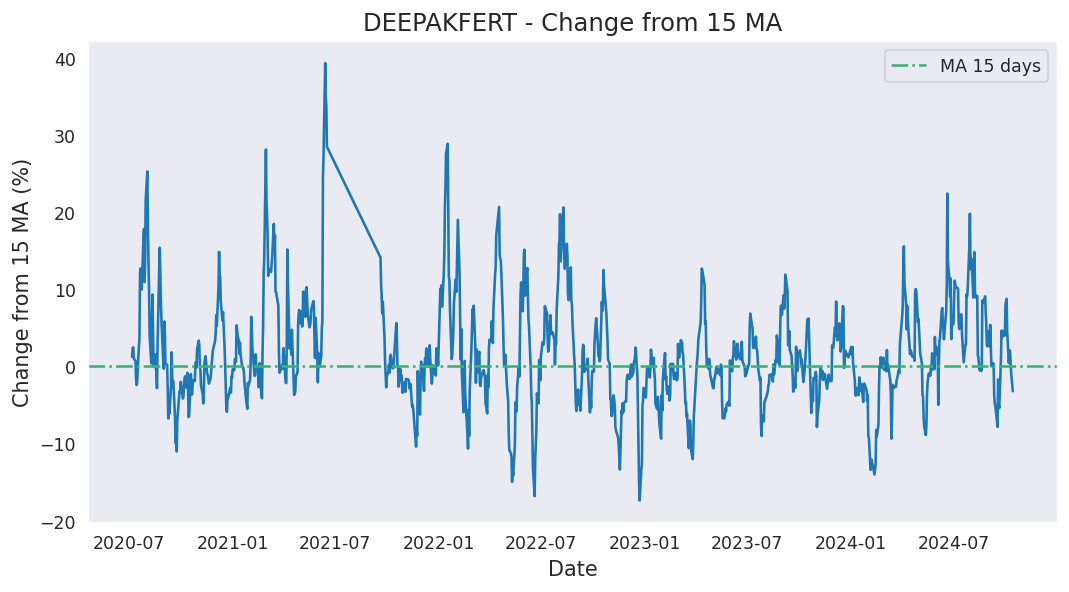 DEEPAKFERT - Change from 15 MA
MA 15 days
Change from 15 MA (%)
40
30
20
10
0
−10
−20
2020-07 2021-01 2021-07 2022-01 2022-07 2023-01 2023-07 2024-01 2024-07
Date